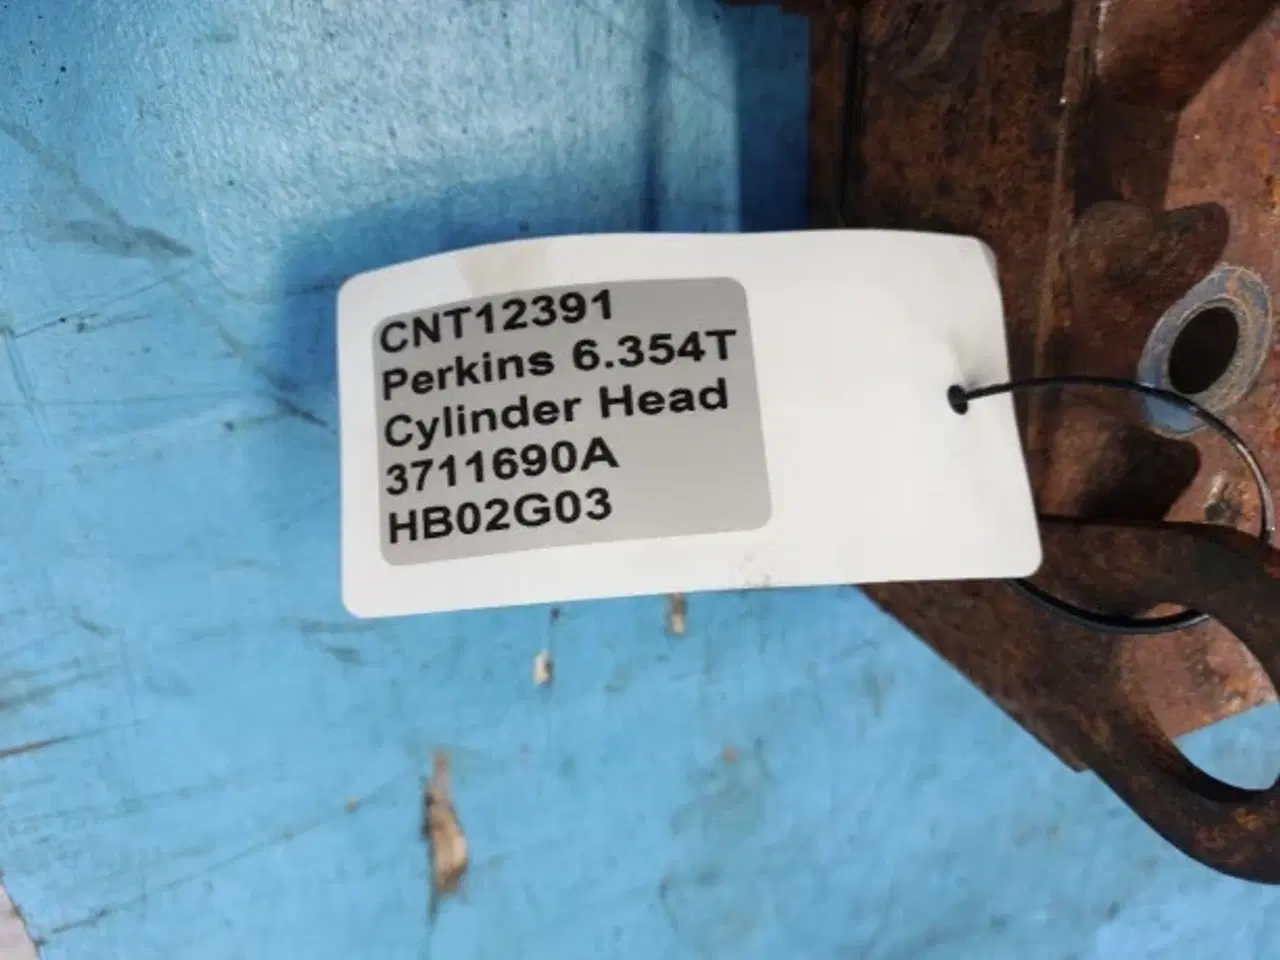 CNT12391
Perkins 6.354T
Cylinder Head
3711690A
HB02G03